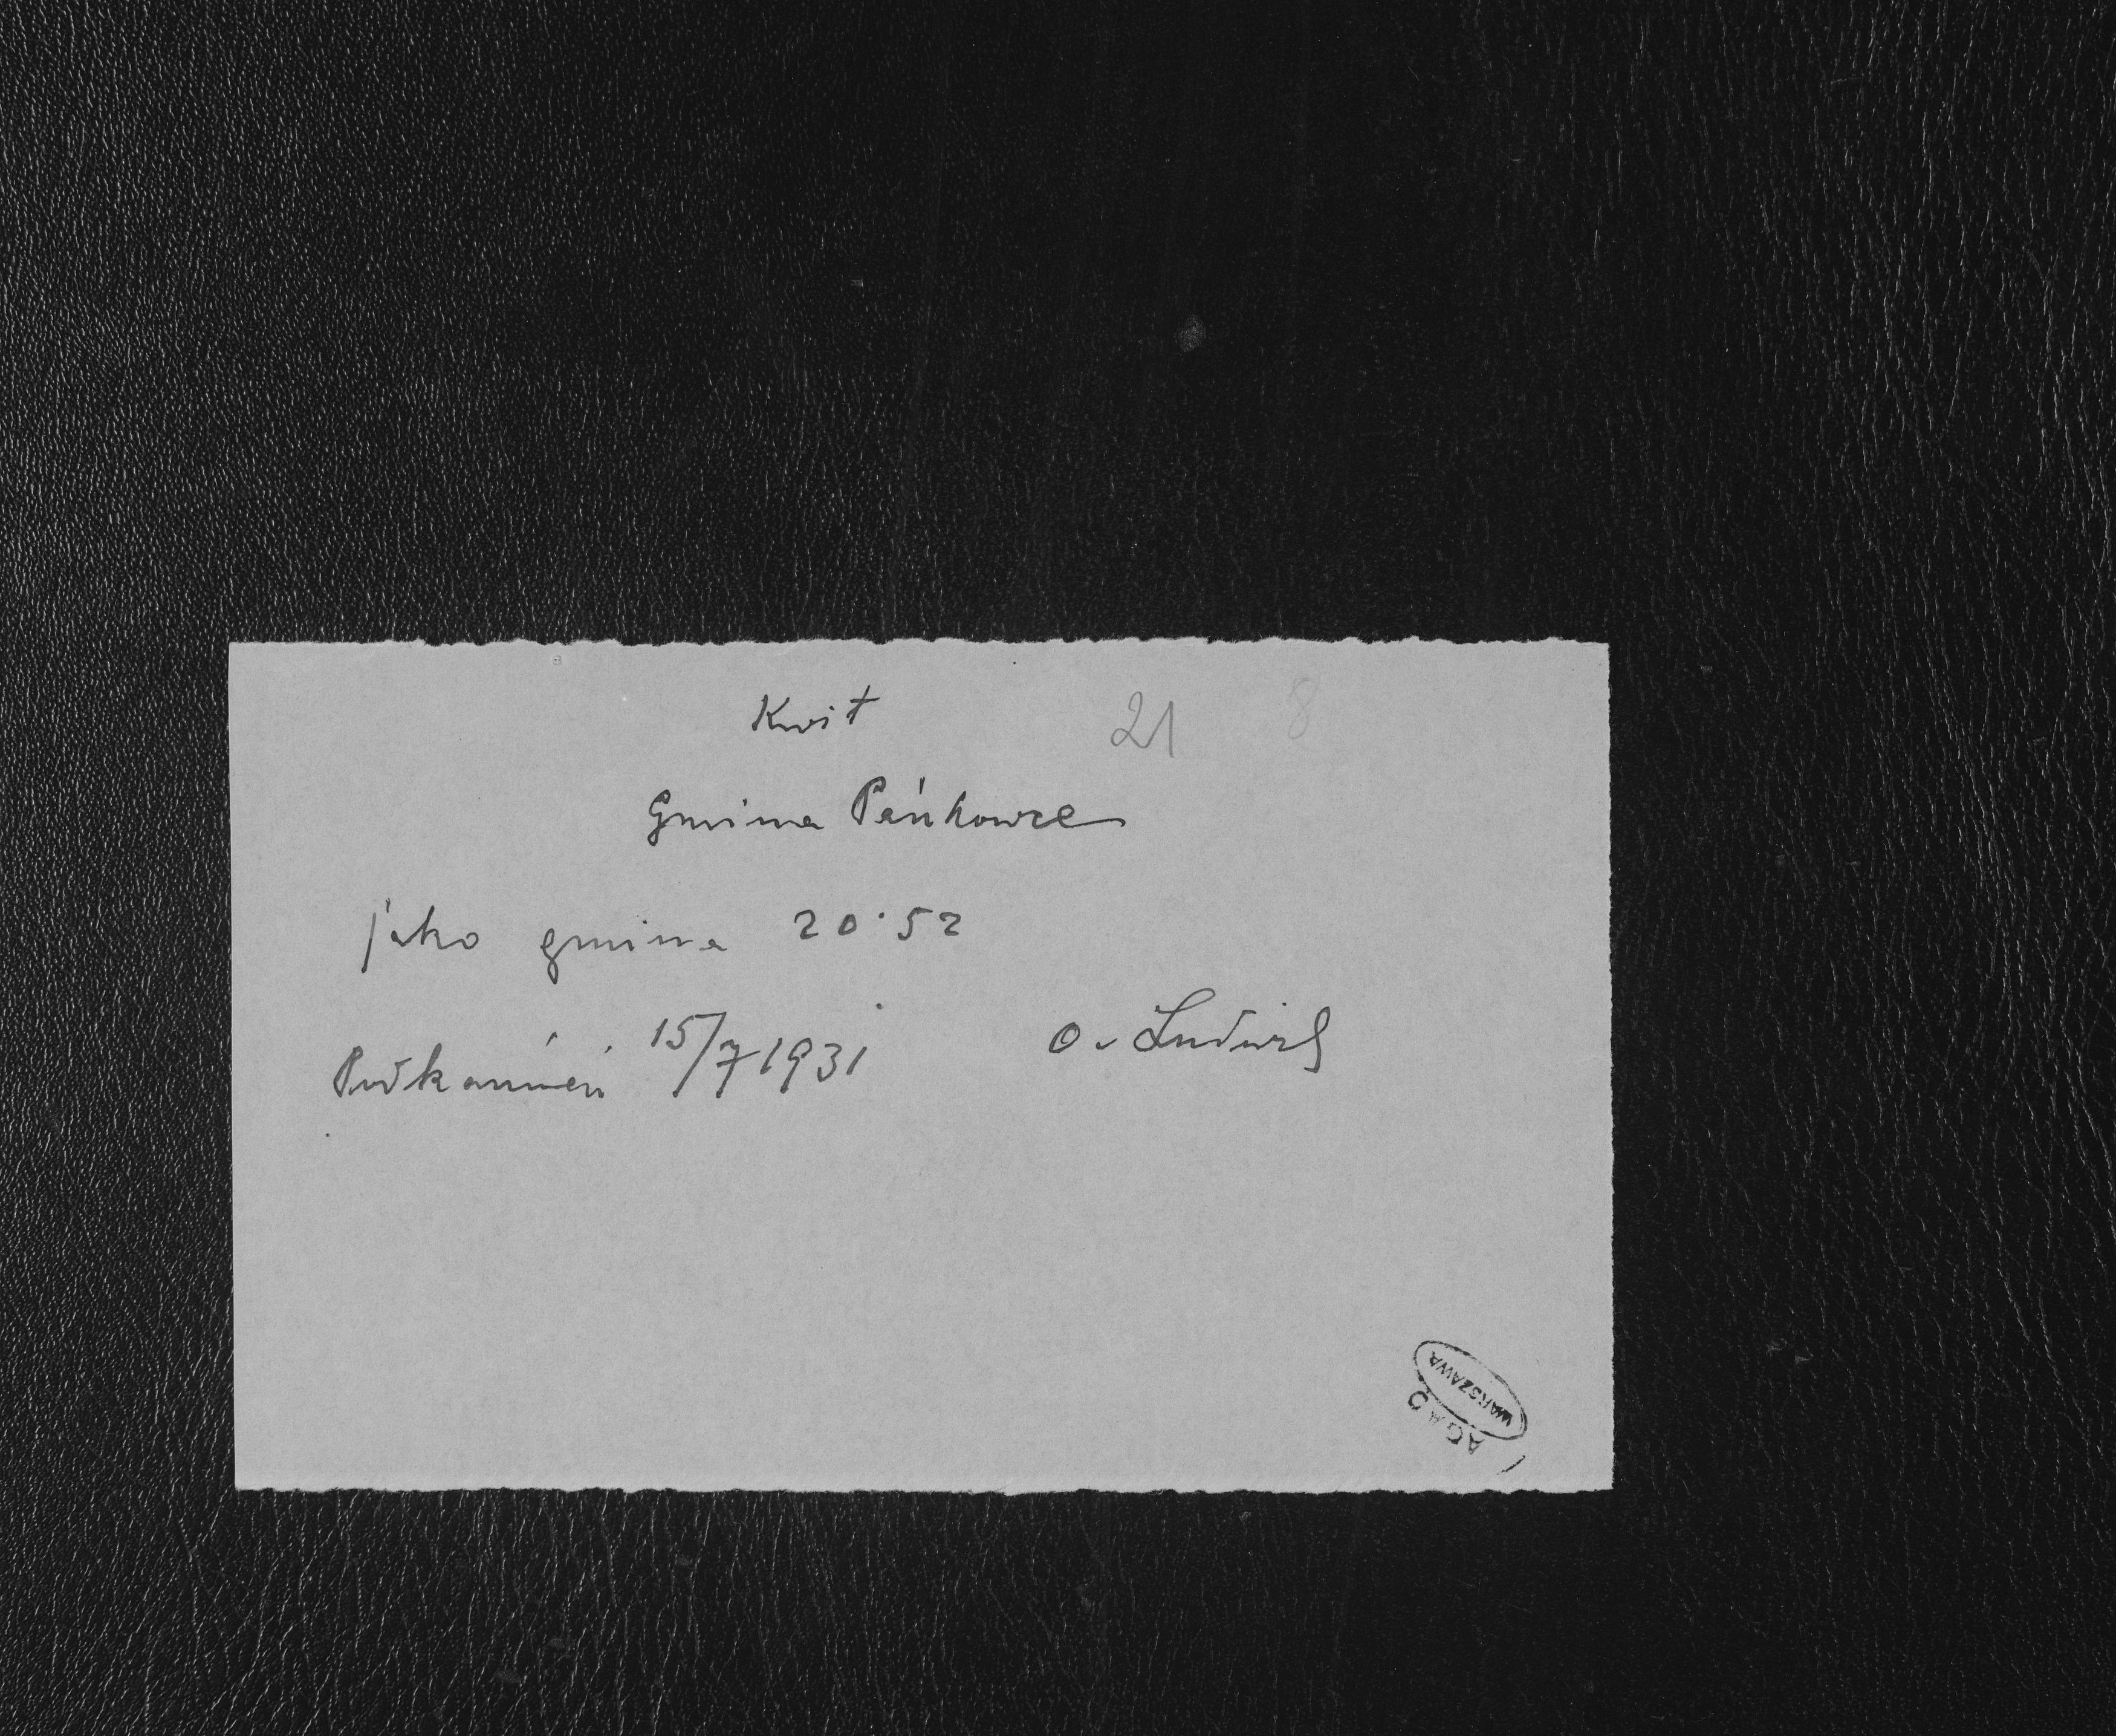 Kwit 21 8
Gmina Pańkowce
jako gmina 20·52
Podkamień 15/7 1931 O. Ludwik
WARSZAWA
AGAD